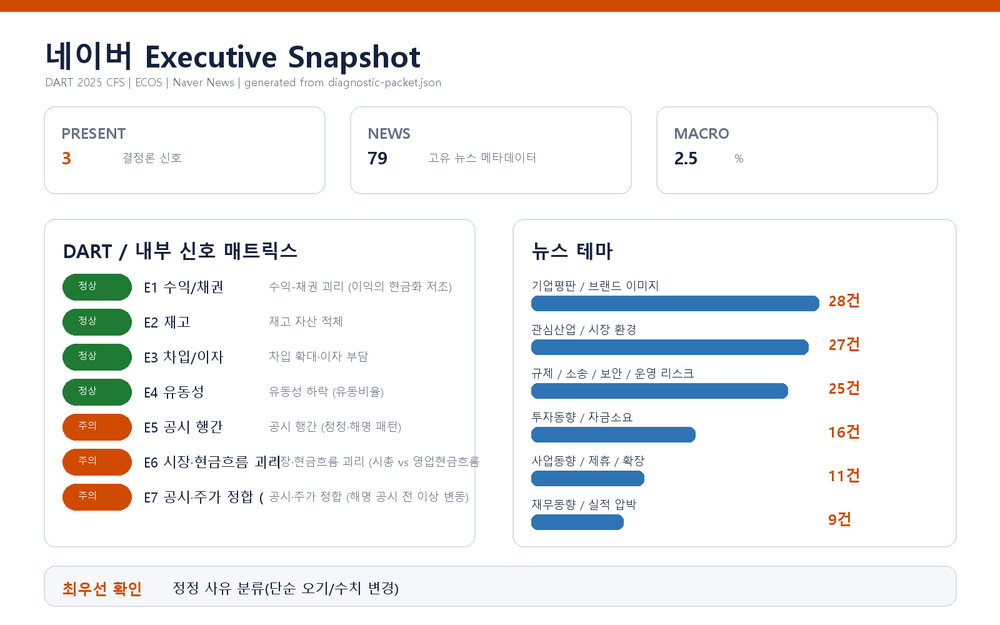 네이버 Executive Snapshot
DART 2025 CFS | ECOS | Naver News | generated from diagnostic-packet.json
PRESENT
3 결정론 신호
NEWS
79 고유 뉴스 메타데이터
MACRO
2.5 %
DART / 내부 신호 매트릭스
정상 E1 수익/채권 수익-채권 괴리 (이익의 현금화 저조)
정상 E2 재고 재고 자산 적체
정상 E3 차입/이자 차입 확대·이자 부담
정상 E4 유동성 유동성 하락 (유동비율)
주의 E5 공시 행간 공시 행간 (정정·해명 패턴)
주의 E6 시장·현금흐름 괴리 시장·현금흐름 괴리 (시총 vs 영업현금흐름
주의 E7 공시·주가 정합 ( 공시·주가 정합 (해명 공시 전 이상 변동)
뉴스 테마
기업평판 / 브랜드 이미지
28건
관심산업 / 시장 환경
27건
규제 / 소송 / 보안 / 운영 리스크
25건
투자동향 / 자금소요
16건
사업동향 / 제휴 / 확장
11건
재무동향 / 실적 압박
9건
최우선 확인 정정 사유 분류(단순 오기/수치 변경)